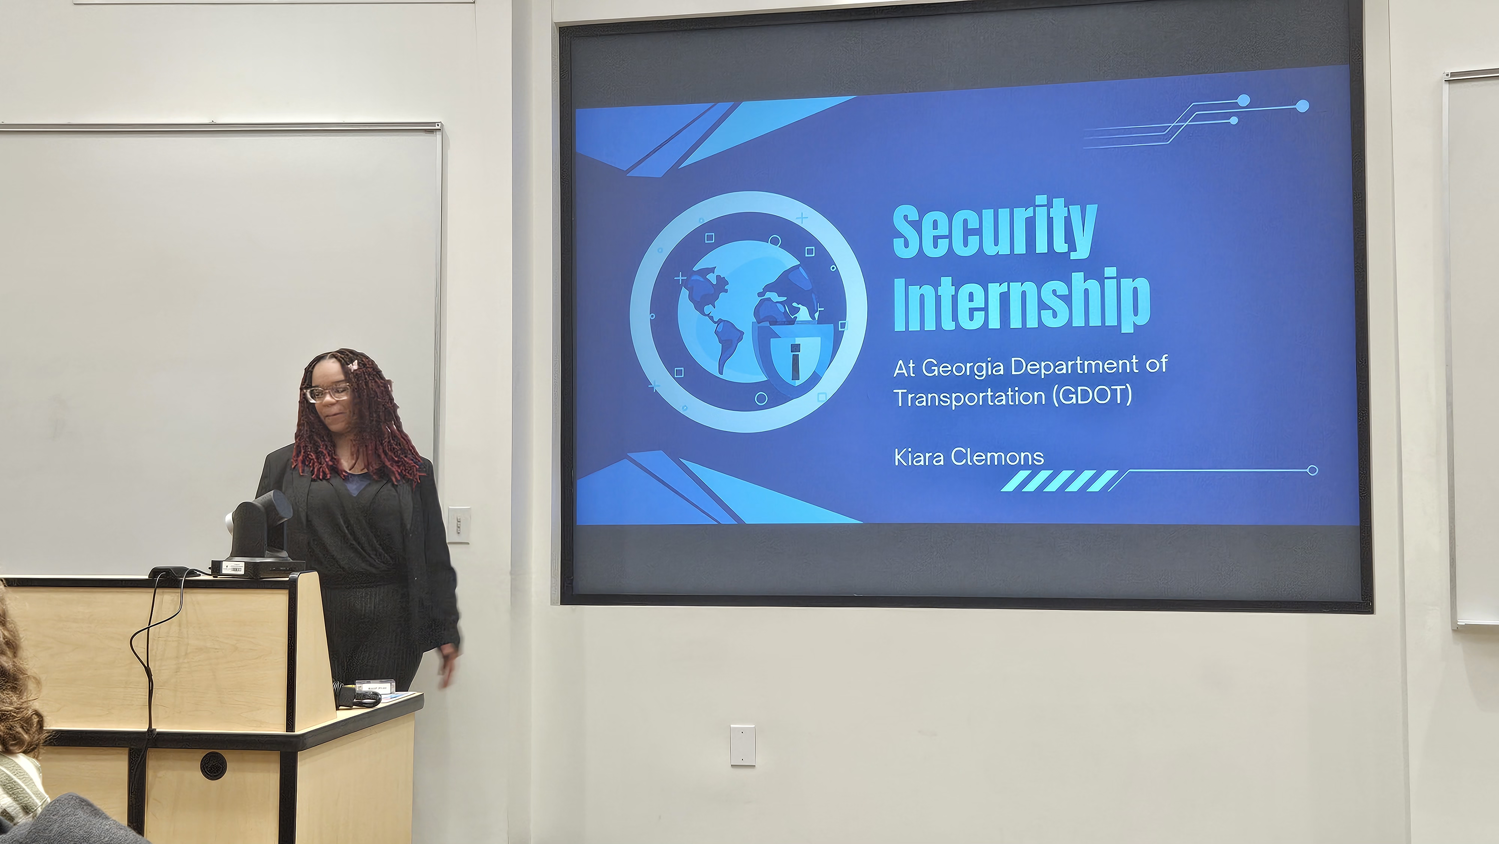 Security
Internship
At Georgia Department of
Transportation (GDOT)
Kiara Clemons